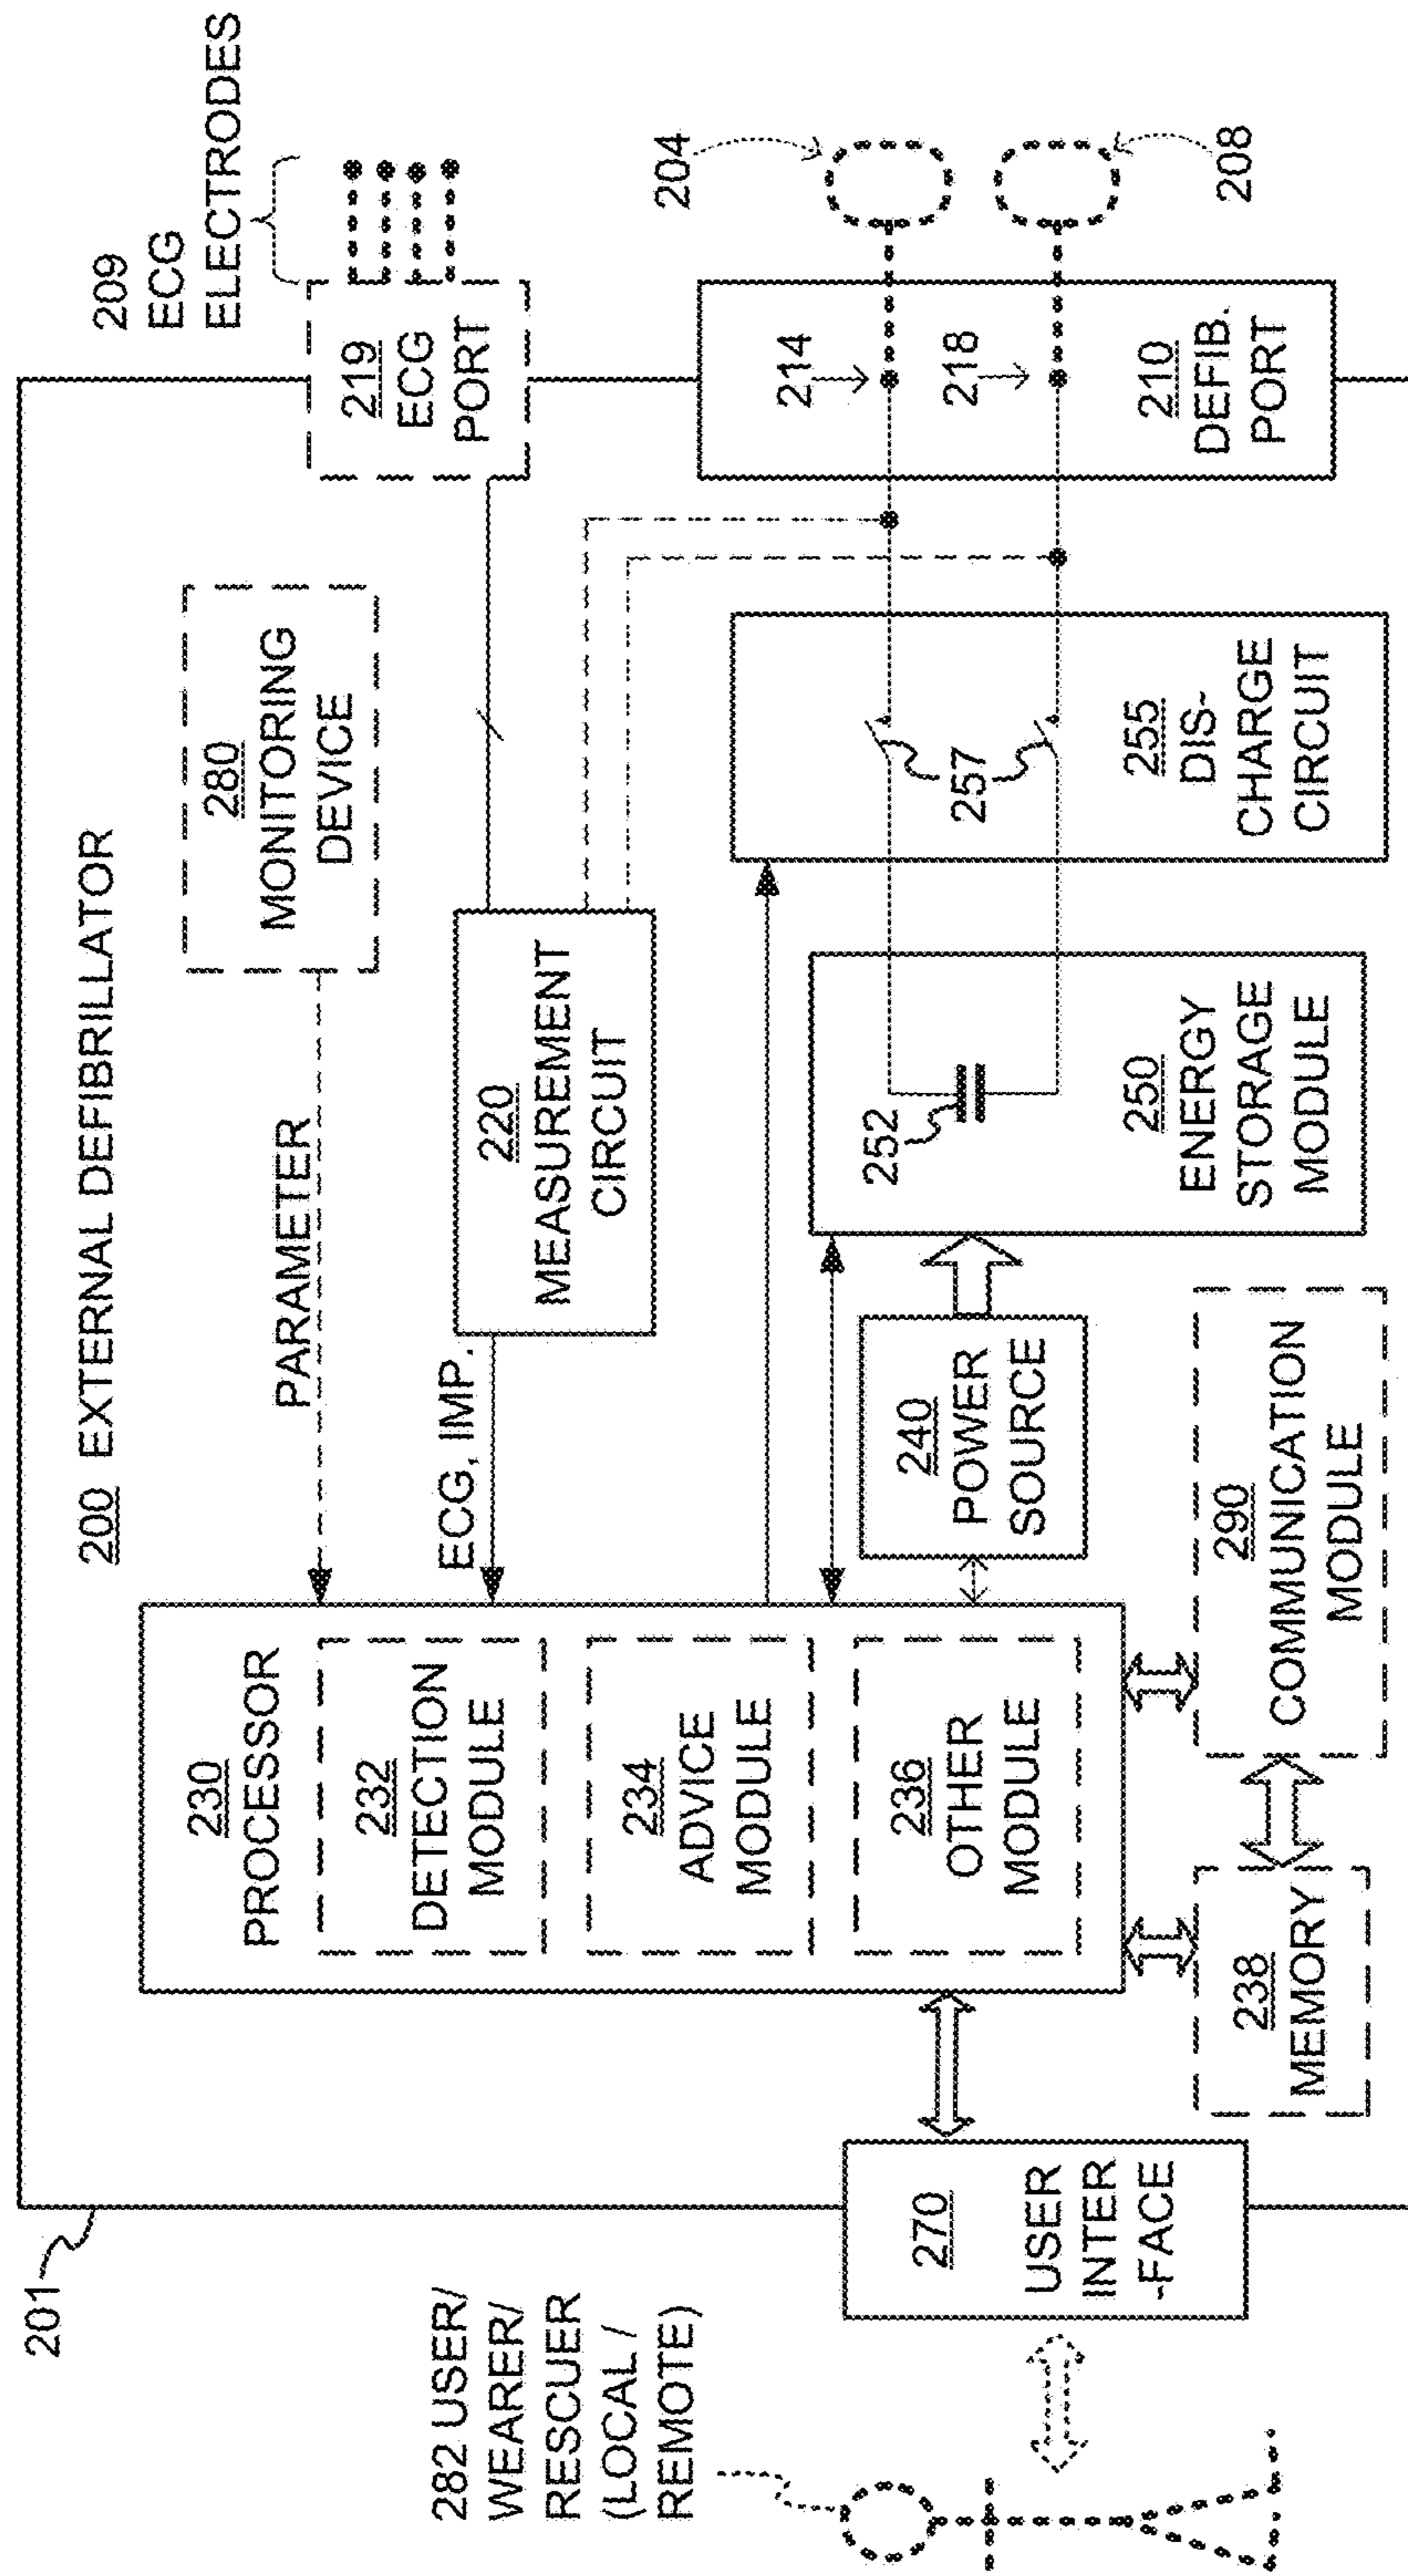 201
200 EXTERNAL DEFIBRILLATOR
209
ECG
ELECTRODES
282 USER/
WEARER/
RESCUER
(LOCAL /
REMOTE)
230
PROCESSOR
232
DETECTION
MODULE
234
ADVICE
MODULE
236
OTHER
MODULE
PARAMETER
280
MONITORING
DEVICE
219
ECG
PORT
ECG, IMP.
220
MEASUREMENT
CIRCUIT
204
208
214
218
210
DEFIB.
PORT
270
USER
INTER
-FACE
240
POWER
SOURCE
252
250
ENERGY
STORAGE
MODULE
257
255
DIS-
CHARGE
CIRCUIT
238
MEMORY
290
COMMUNICATION
MODULE